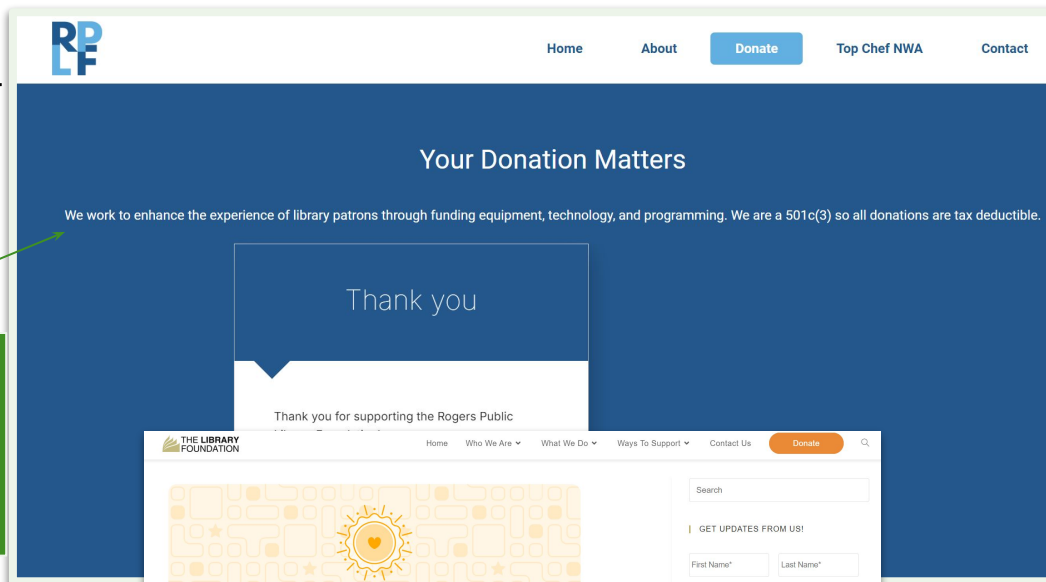 RP
LF
Home About Donate Top Chef NWA Contact
Your Donation Matters
We work to enhance the experience of library patrons through funding equipment, technology, and programming. We are a 501c(3) so all donations are tax deductible.
Thank you
Thank you for supporting the Rogers Public
THE LIBRARY
FOUNDATION
Home Who We Are What We Do Ways To Support Contact Us Donate
Search
GET UPDATES FROM US!
First Name* Last Name*